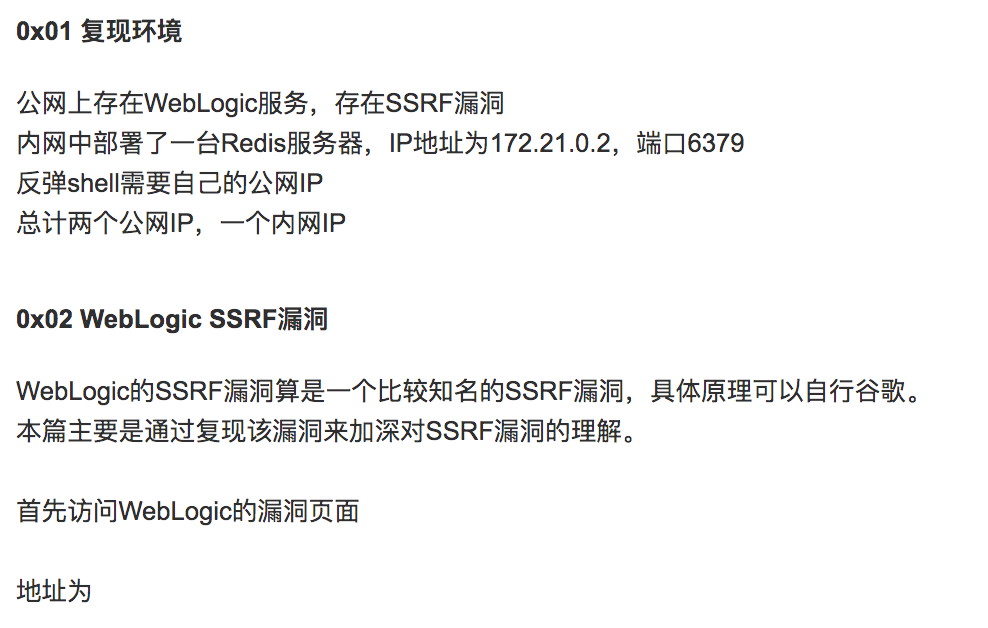 0x01 复现环境
公网上存在WebLogic服务，存在SSRF漏洞
内网中部署了一台Redis服务器，IP地址为172.21.0.2，端口6379
反弹shell需要自己的公网IP
总计两个公网IP，一个内网IP
0x02 WebLogic SSRF漏洞
WebLogic的SSRF漏洞算是一个比较知名的SSRF漏洞，具体原理可以自行谷歌。
本篇主要是通过复现该漏洞来加深对SSRF漏洞的理解。
首先访问WebLogic的漏洞页面
地址为